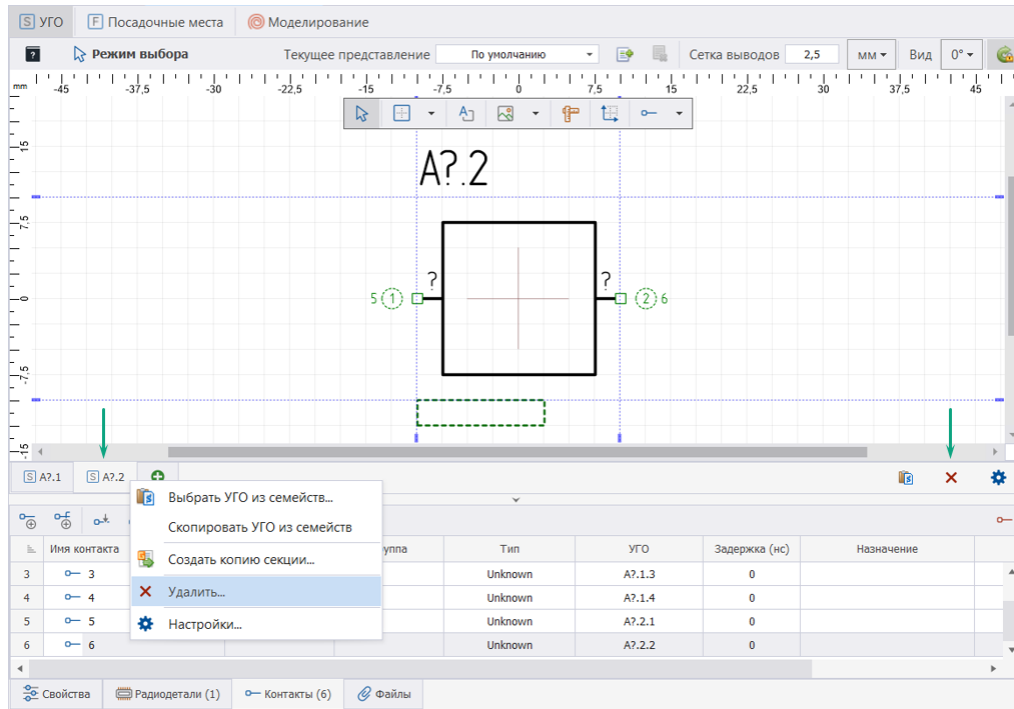 УГО Посадочные места Моделирование
Режим выбора Текущее представление По умолчанию Сетка выводов 2,5 мм Вид 0°
mm -45 -37,5 -30 -22,5 -15 -7,5 0 7,5 15 22,5 30 37,5 45
15
7,5
0
-7,5
-15
A?.2
? ?
5 1 2 6
A?.1 A?.2
Выбрать УГО из семейств...
Скопировать УГО из семейств
Создать копию секции...
Удалить...
Настройки...
Имя контакта Тип УГО Задержка (нс) Назначение
3 3 Unknown A?.1.3 0
4 4 Unknown A?.1.4 0
5 5 Unknown A?.2.1 0
6 6 Unknown A?.2.2 0
Свойства Радиодетали (1) Контакты (6) Файлы